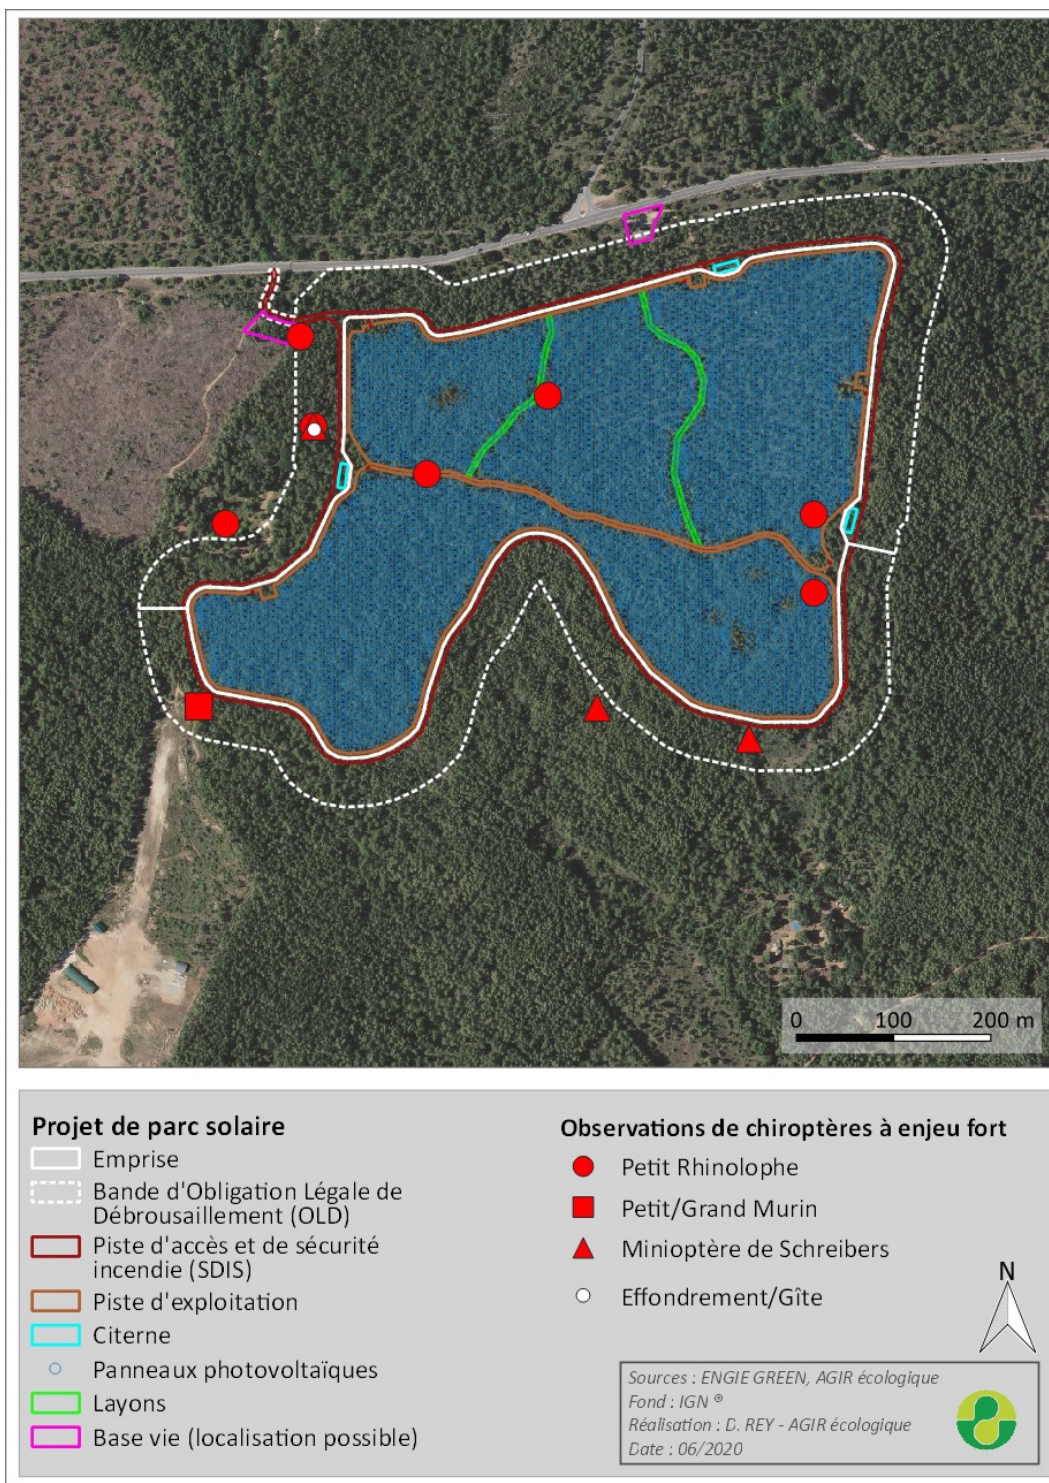 0 100 200 m
Projet de parc solaire
Emprise
Bande d'Obligation Légale de
Débrousaillement (OLD)
Piste d'accès et de sécurité
incendie (SDIS)
Piste d'exploitation
Citerne
Panneaux photovoltaïques
Layons
Base vie (localisation possible)
Observations de chiroptères à enjeu fort
Petit Rhinolophe
Petit/Grand Murin
Minioptère de Schreibers
Effondrement/Gîte
N
Sources : ENGIE GREEN, AGIR écologique
Fond : IGN ®
Réalisation : D. REY - AGIR écologique
Date : 06/2020